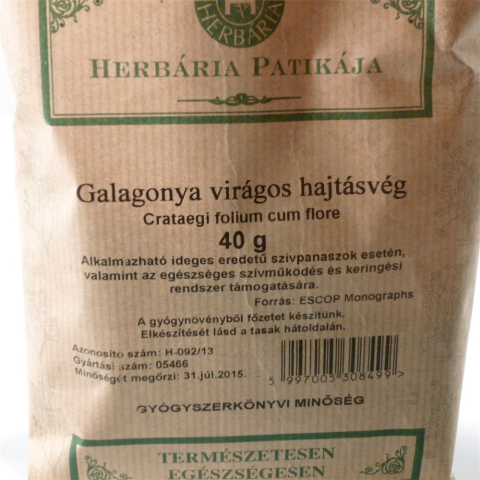 HERBÁRIA
HERBÁRIA PATIKÁJA
Galagonya virágos hajtásvég
Crataegi folium cum flore
40 g
Alkalmazható ideges eredetű szívpanaszok esetén,
valamint az egészséges szívműködés és keringési
rendszer támogatására.
Forrás: ESCOP Monographs
A gyógynövényből főzetet készítünk.
Elkészítését lásd a tasak hátoldalán.
Azonosító szám: H-092/13
Gyártási szám: 05466
Minőségét megőrzi: 31.júl.2015.
5 997005 308499 >
GYÓGYSZERKÖNYVI MINŐSÉG
TERMÉSZETESEN
EGÉSZSÉGESEN